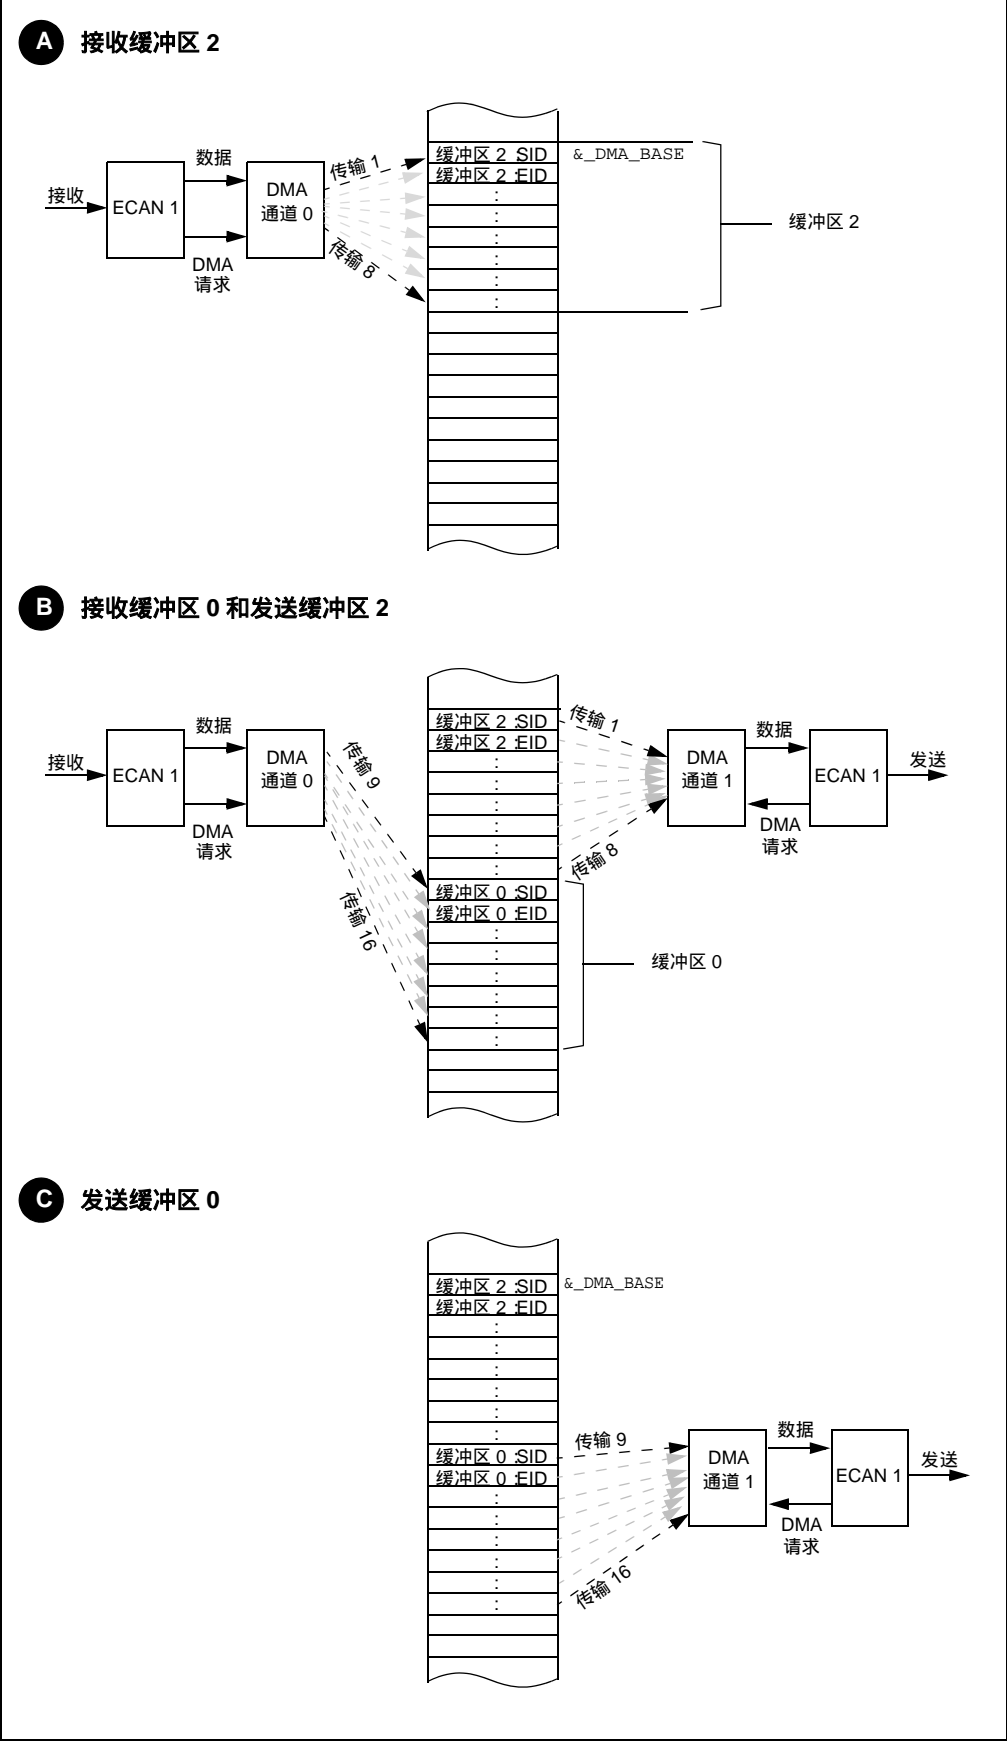 A 接收缓冲区 2
缓冲区 2 :SID
&_DMA_BASE
缓冲区 2 :EID
接收
ECAN 1
数据
DMA
请求
DMA
通道 0
传输 1
传输 8
缓冲区 2
B 接收缓冲区 0 和发送缓冲区 2
接收
ECAN 1
数据
DMA
请求
DMA
通道 0
传输 9
传输 16
缓冲区 2 :SID
缓冲区 2 :EID
缓冲区 0 :SID
缓冲区 0 :EID
传输 1
传输 8
DMA
通道 1
数据
DMA
请求
ECAN 1
发送
缓冲区 0
C 发送缓冲区 0
缓冲区 2 :SID
&_DMA_BASE
缓冲区 2 :EID
缓冲区 0 :SID
缓冲区 0 :EID
传输 9
传输 16
DMA
通道 1
数据
DMA
请求
ECAN 1
发送